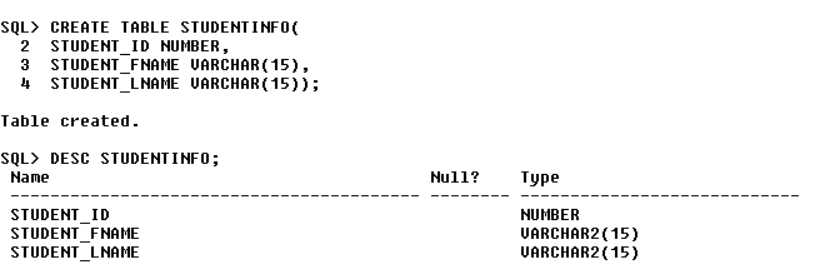 SQL> CREATE TABLE STUDENTINFO(
2 STUDENT_ID NUMBER,
3 STUDENT_FNAME VARCHAR(15),
4 STUDENT_LNAME VARCHAR(15));
Table created.
SQL> DESC STUDENTINFO;
Name Null? Type
----------------------------------------- -------- ----------------------------
STUDENT_ID NUMBER
STUDENT_FNAME VARCHAR2(15)
STUDENT_LNAME VARCHAR2(15)